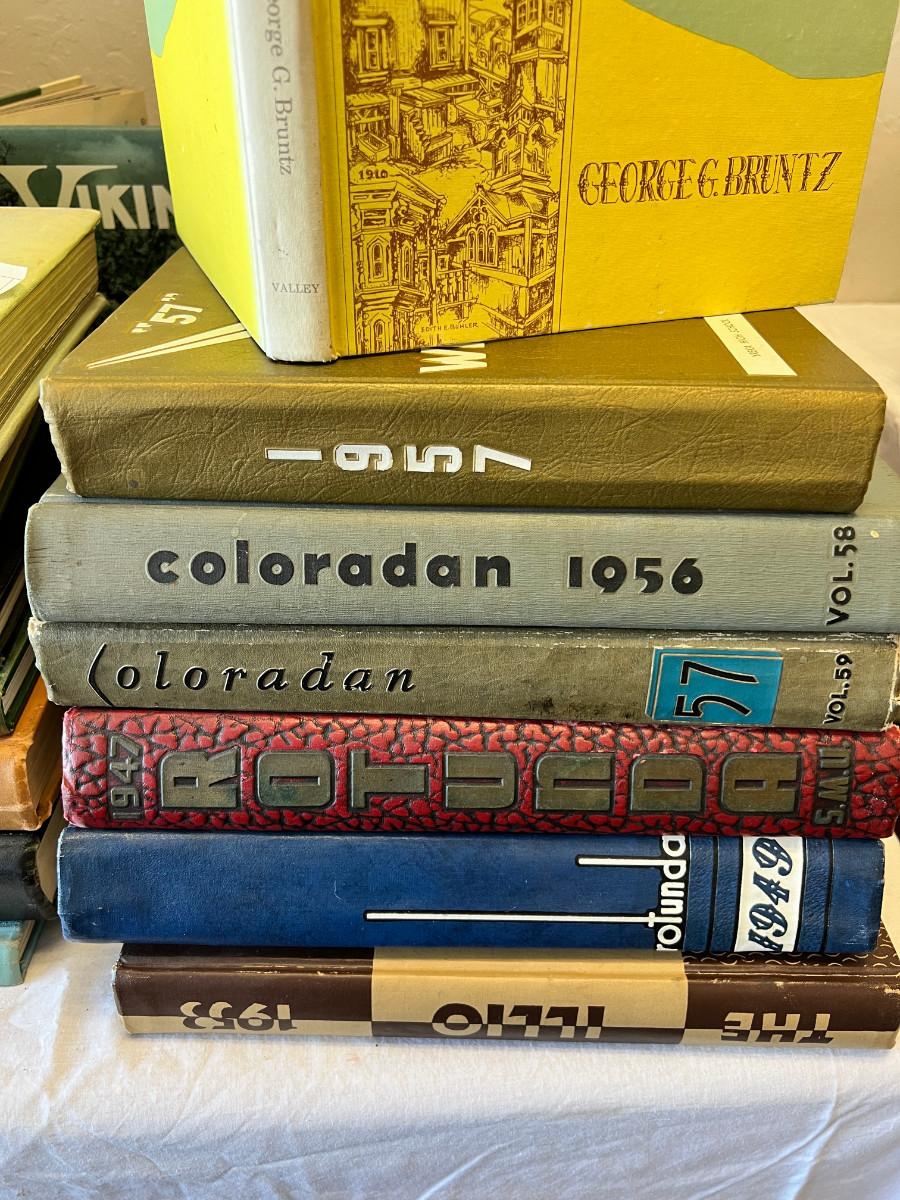 eorge G. Bruntz
VALLEY
1910
GEORGE G. BRUNTZ
EDITH E. BUHLER
VIKIN
"57"
W
1957
coloradan 1956
VOL. 58
Coloradan
57
VOL. 59
1947
ROTUNDA
S.M.U.
rotunda
1949
THE
ILLIO
1953